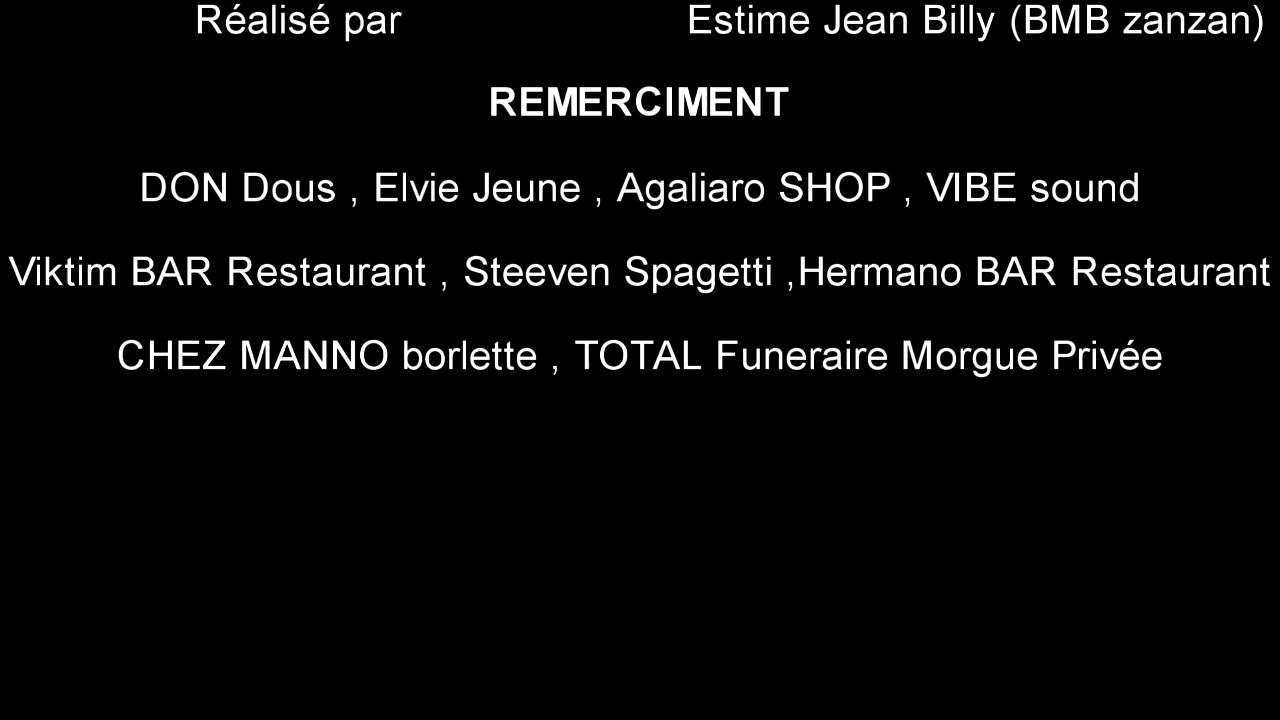 Réalisé par Estime Jean Billy (BMB zanzan)
REMERCIMENT
DON Dous , Elvie Jeune , Agaliaro SHOP , VIBE sound
Viktim BAR Restaurant , Steeven Spagetti ,Hermano BAR Restaurant
CHEZ MANNO borlette , TOTAL Funeraire Morgue Privée